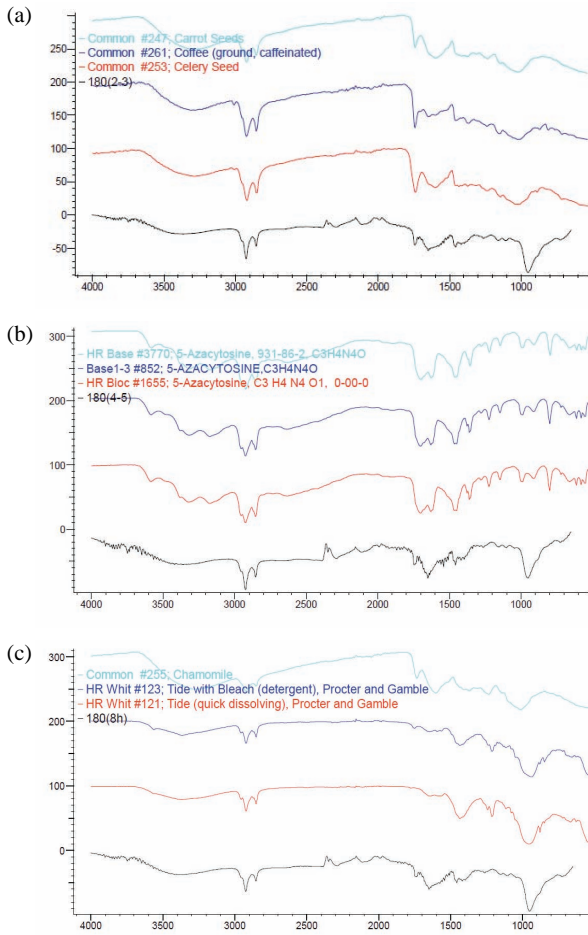 (a)
300
250
Common #247; Carrot Seeds
Common #261; Coffee (ground, caffeinated)
Common #253; Celery Seed
200
180(2-3)
150
100
50
0
-50
4000 3500 3000 2500 2000 1500 1000
(b)
300
HR Base #3770; 5-Azacytosine, 931-86-2, C3H4N4O
Base1-3 #852; 5-AZACYTOSINE,C3H4N4O
HR Bloc #1655; 5-Azacytosine, C3 H4 N4 O1, 0-00-0
200
180(4-5)
100
0
4000 3500 3000 2500 2000 1500 1000
(c)
300
Common #255; Chamomile
HR Whit #123; Tide with Bleach (detergent), Procter and Gamble
HR Whit #121; Tide (quick dissolving), Procter and Gamble
200
180(8h)
100
0
4000 3500 3000 2500 2000 1500 1000